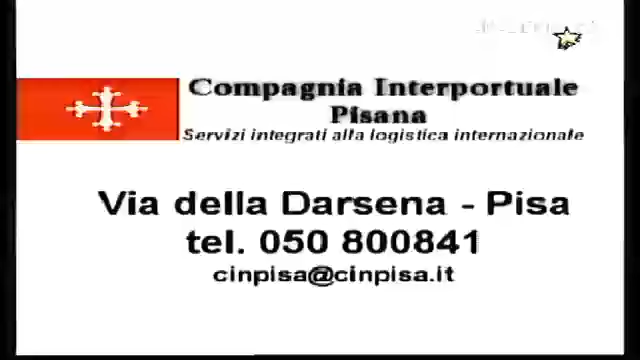 Compagnia Interportuale
Pisana
Servizi integrati alla logistica internazionale
Via della Darsena - Pisa
tel. 050 800841
cinpisa@cinpisa.it